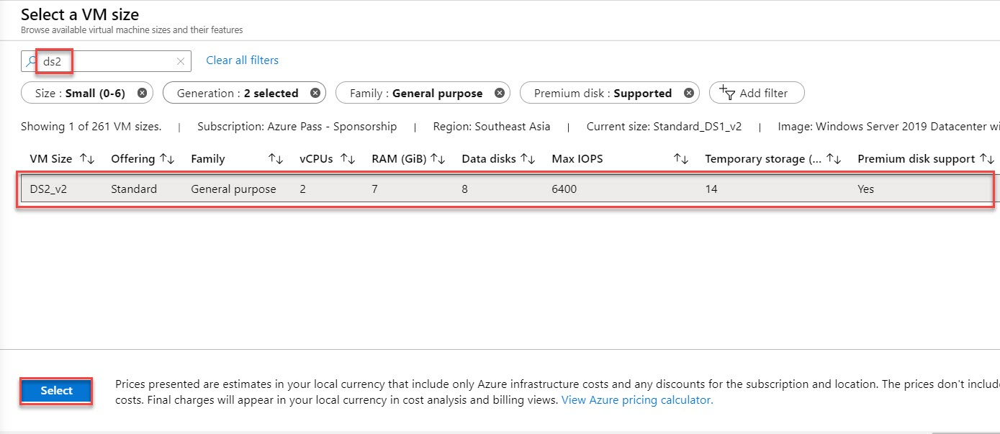 Select a VM size
Browse available virtual machine sizes and their features
ds2 Clear all filters
Size : Small (0-6) Generation : 2 selected Family : General purpose Premium disk : Supported Add filter
Showing 1 of 261 VM sizes. | Subscription: Azure Pass - Sponsorship | Region: Southeast Asia | Current size: Standard_DS1_v2 | Image: Windows Server 2019 Datacenter wi
VM Size Offering Family vCPUs RAM (GiB) Data disks Max IOPS Temporary storage (... Premium disk support
DS2_v2 Standard General purpose 2 7 8 6400 14 Yes
Select
Prices presented are estimates in your local currency that include only Azure infrastructure costs and any discounts for the subscription and location. The prices don't include
costs. Final charges will appear in your local currency in cost analysis and billing views. View Azure pricing calculator.